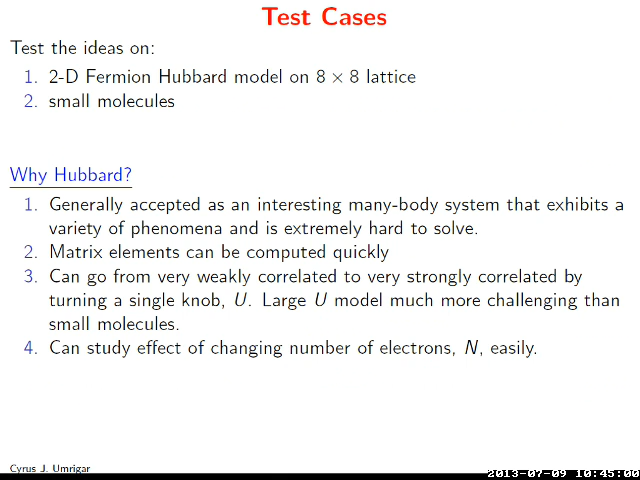 Test Cases
Test the ideas on:
1. 2-D Fermion Hubbard model on 8 × 8 lattice
2. small molecules
Why Hubbard?
1. Generally accepted as an interesting many-body system that exhibits a
variety of phenomena and is extremely hard to solve.
2. Matrix elements can be computed quickly
3. Can go from very weakly correlated to very strongly correlated by
turning a single knob, U. Large U model much more challenging than
small molecules.
4. Can study effect of changing number of electrons, N, easily.
Cyrus J. Umrigar
2013-07-09 10:45:00